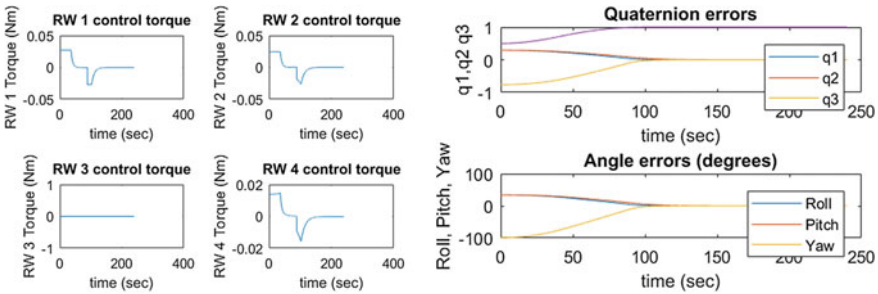 RW 1 control torque
RW 1 Torque (Nm)
0.05
0
-0.05
0 200 400
time (sec)
RW 2 control torque
RW 2 Torque (Nm)
0.05
0
-0.05
0 200 400
time (sec)
RW 3 control torque
RW 3 Torque (Nm)
1
0
-1
0 200 400
time (sec)
RW 4 control torque
RW 4 Torque (Nm)
0.02
0
-0.02
0 200 400
time (sec)
Quaternion errors
q1,q2 q3
1
0
-1
0 50 100 150 200 250
time (sec)
q1
q2
q3
Angle errors (degrees)
Roll, Pitch, Yaw
100
0
-100
0 50 100 150 200 250
time (sec)
Roll
Pitch
Yaw